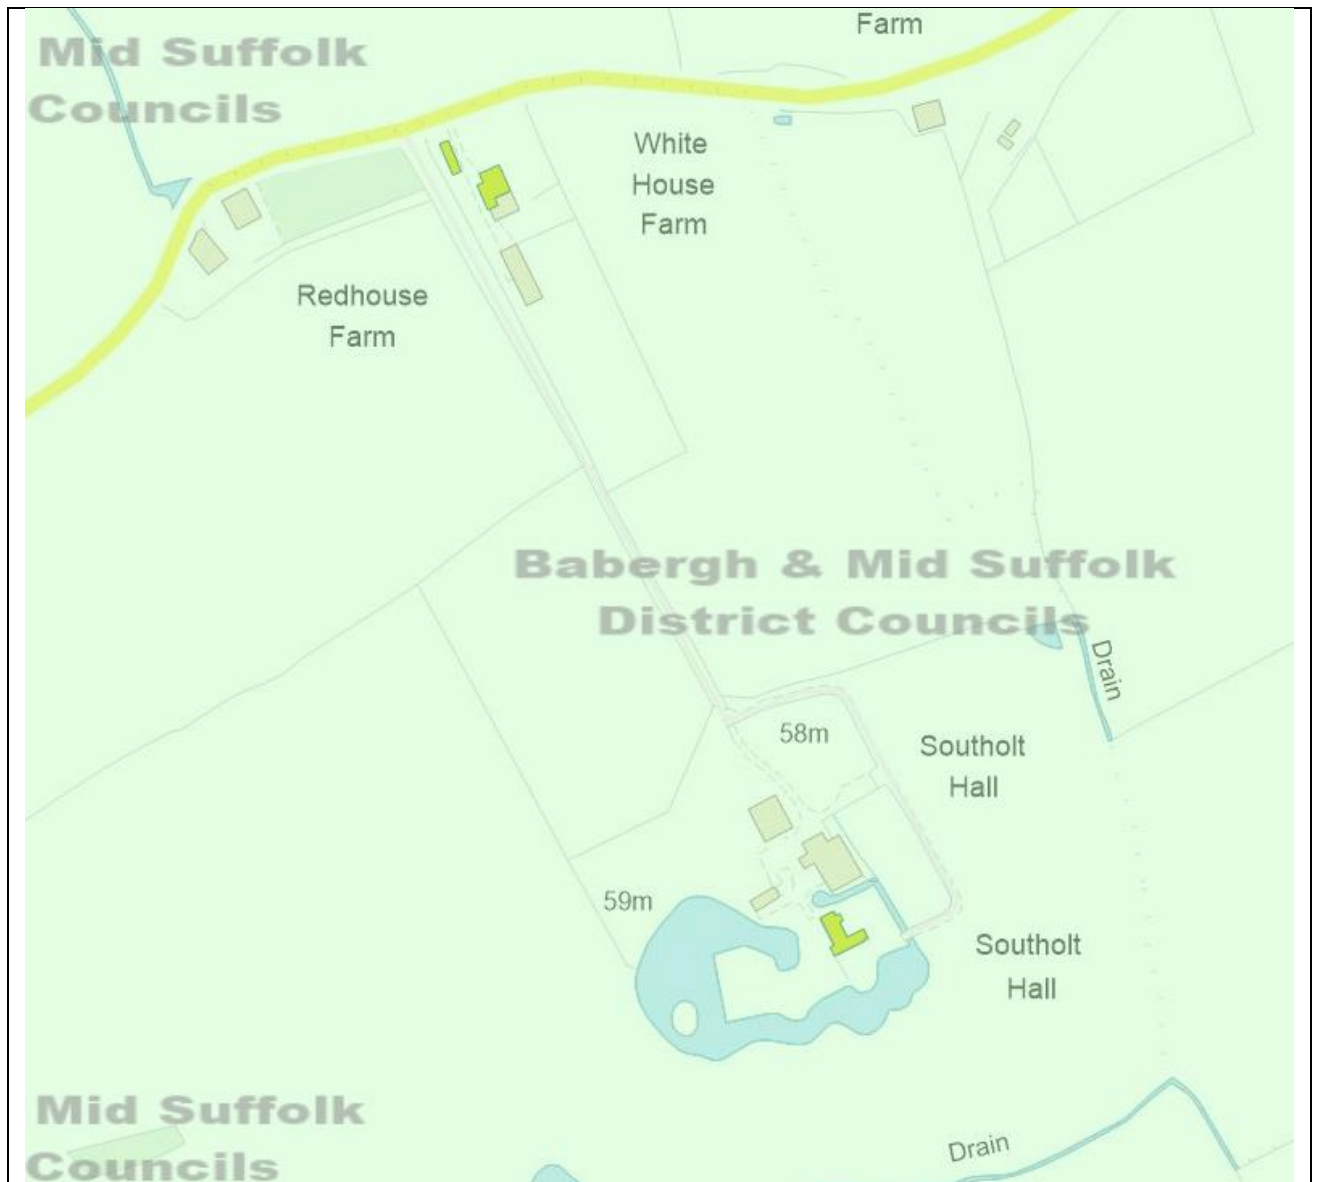 Farm
Mid Suffolk
Councils
White
House
Farm
Redhouse
Farm
Babergh & Mid Suffolk
District Councils
Drain
58m
Southolt
Hall
59m
Southolt
Hall
Mid Suffolk
Councils
Drain